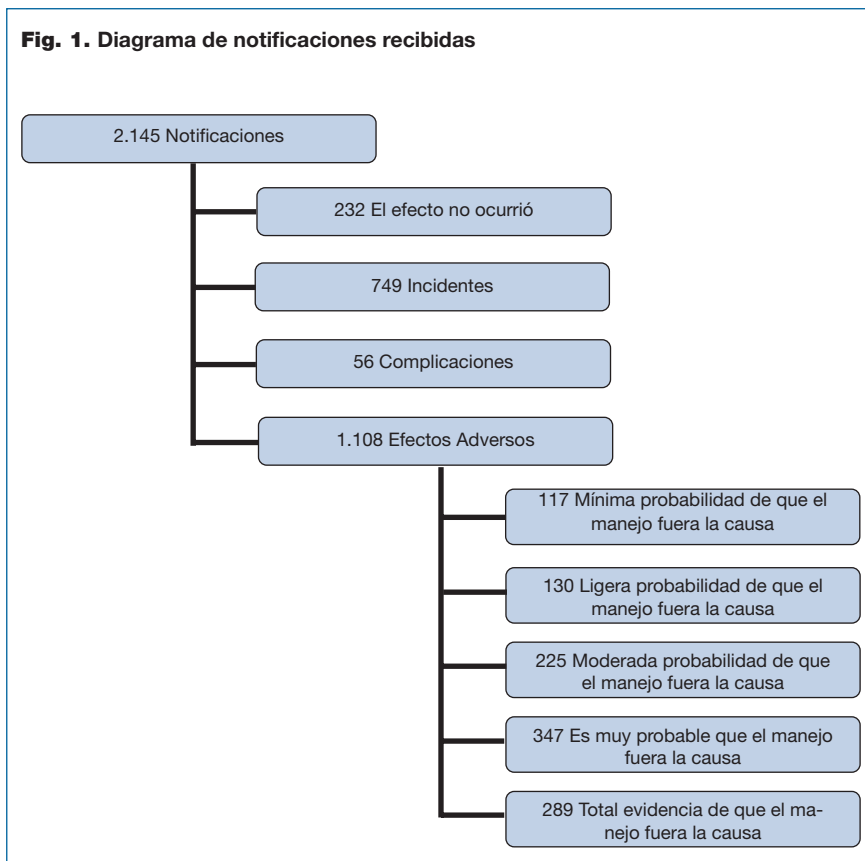 Fig. 1. Diagrama de notificaciones recibidas
2.145 Notificaciones
232 El efecto no ocurrió
749 Incidentes
56 Complicaciones
1.108 Efectos Adversos
117 Mínima probabilidad de que el
manejo fuera la causa
130 Ligera probabilidad de que el
manejo fuera la causa
225 Moderada probabilidad de que
el manejo fuera la causa
347 Es muy probable que el manejo
fuera la causa
289 Total evidencia de que el ma-
nejo fuera la causa